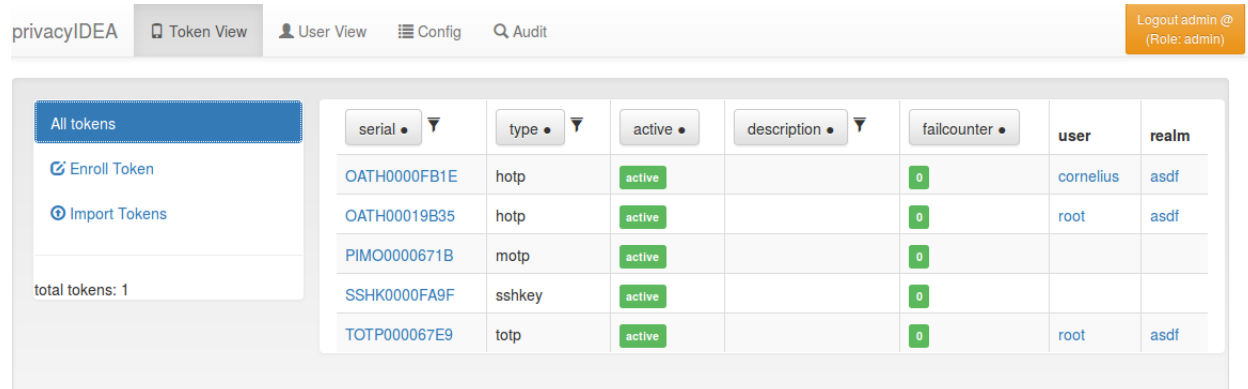 privacyIDEA Token View User View Config Audit Logout admin @
(Role: admin)
All tokens
Enroll Token
Import Tokens
total tokens: 1
serial ● type ● active ● description ● failcounter ● user realm
OATH0000FB1E hotp active 0 cornelius asdf
OATH00019B35 hotp active 0 root asdf
PIMO0000671B motp active 0
SSHK0000FA9F sshkey active 0
TOTP000067E9 totp active 0 root asdf